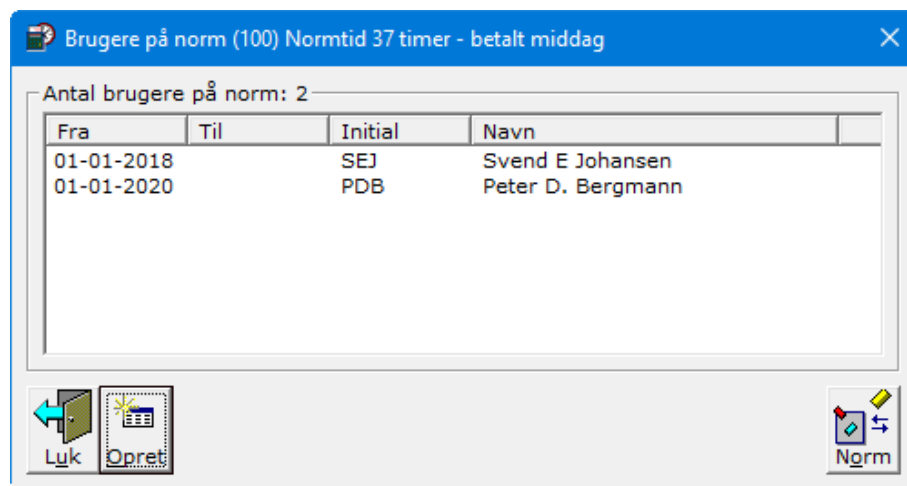 Brugere på norm (100) Normtid 37 timer - betalt middag
Antal brugere på norm: 2
Fra Til Initial Navn
01-01-2018 SEJ Svend E Johansen
01-01-2020 PDB Peter D. Bergmann
Luk Opret Norm